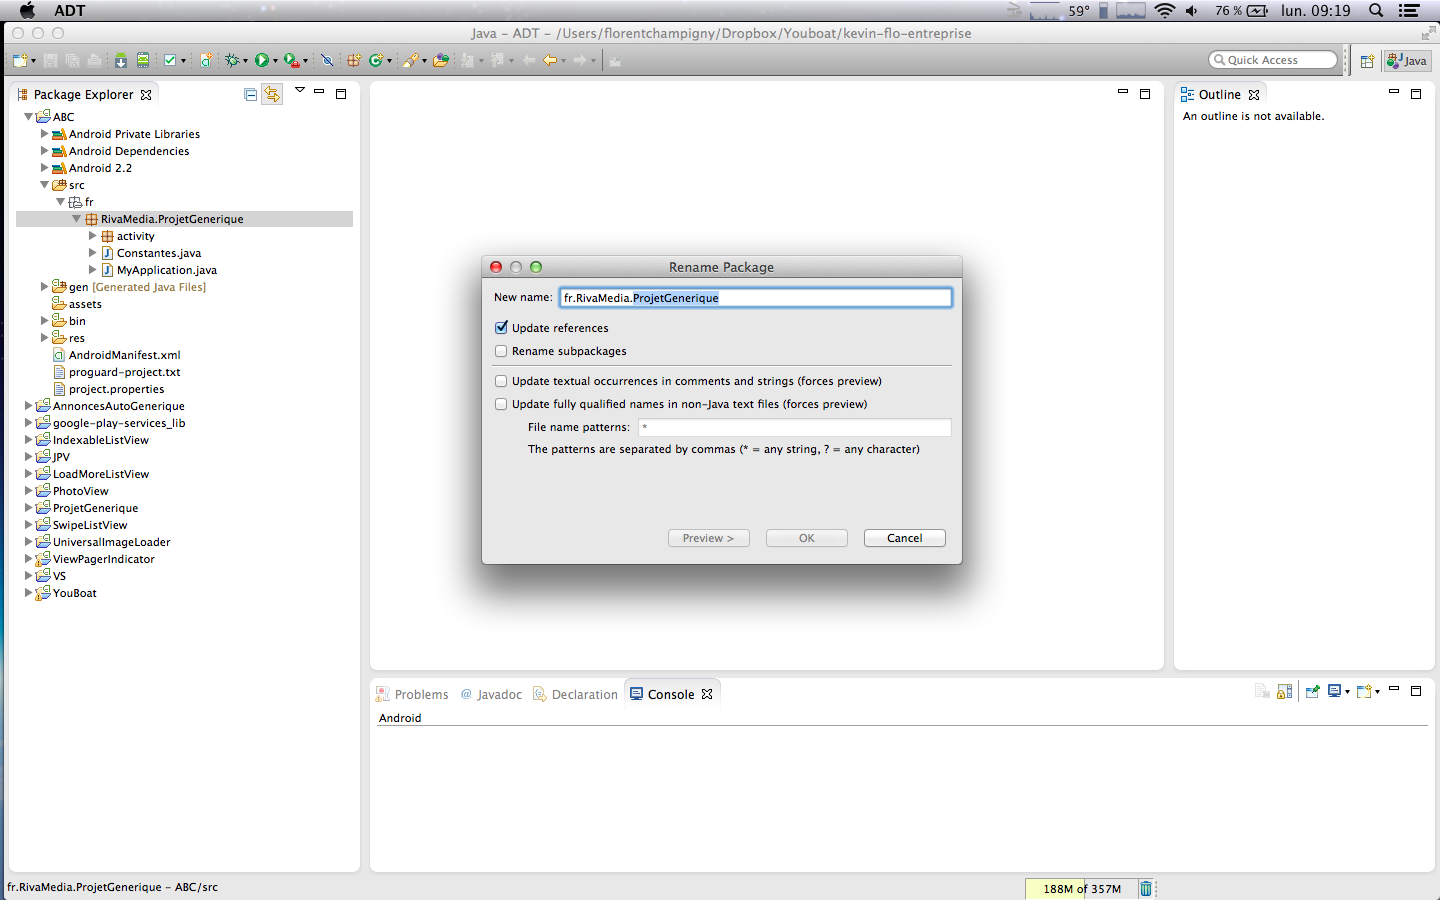 ADT
59°
76 %
lun. 09:19
Java – ADT – /Users/florentchampigny/Dropbox/Youboat/kevin-flo-entreprise
Quick Access
Java
Package Explorer
ABC
Android Private Libraries
Android Dependencies
Android 2.2
src
fr
RivaMedia.ProjetGenerique
activity
Constantes.java
MyApplication.java
gen [Generated Java Files]
assets
bin
res
AndroidManifest.xml
proguard-project.txt
project.properties
AnnoncesAutoGenerique
google-play-services_lib
IndexableListView
JPV
LoadMoreListView
PhotoView
ProjetGenerique
SwipeListView
UniversalImageLoader
ViewPagerIndicator
VS
YouBoat
Rename Package
New name: fr.RivaMedia.ProjetGenerique
Update references
Rename subpackages
Update textual occurrences in comments and strings (forces preview)
Update fully qualified names in non-Java text files (forces preview)
File name patterns: *
The patterns are separated by commas (* = any string, ? = any character)
Preview >
OK
Cancel
Outline
An outline is not available.
Problems
@ Javadoc
Declaration
Console
Android
fr.RivaMedia.ProjetGenerique – ABC/src
188M of 357M